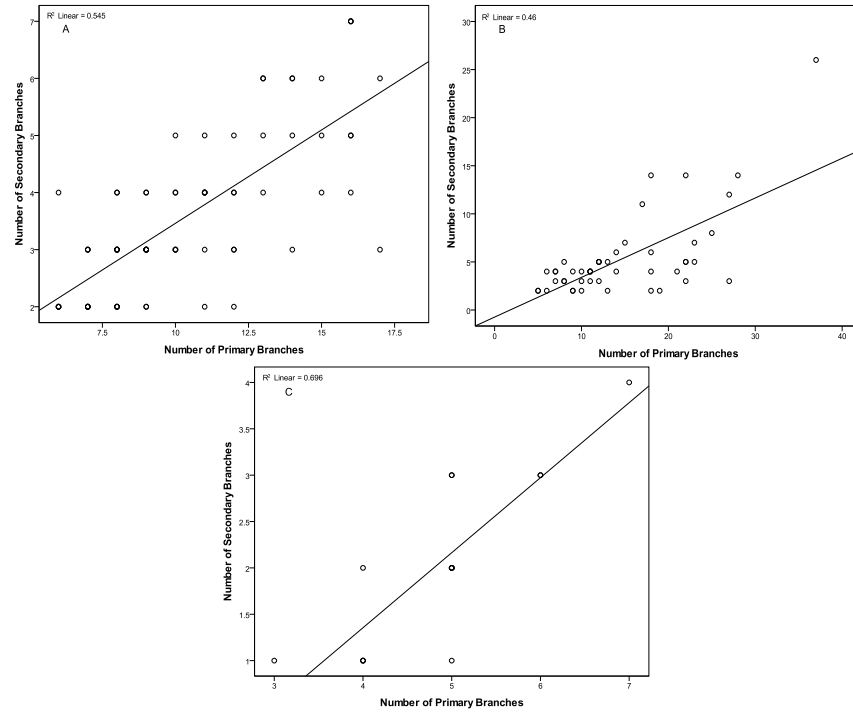 R² Linear = 0.545
A
Number of Secondary Branches
7
6
5
4
3
2
7.5 10 12.5 15 17.5
Number of Primary Branches
R² Linear = 0.46
B
Number of Secondary Branches
30
25
20
15
10
5
0
0 10 20 30 40
Number of Primary Branches
R² Linear = 0.696
C
Number of Secondary Branches
4
3.5
3
2.5
2
1.5
1
3 4 5 6 7
Number of Primary Branches